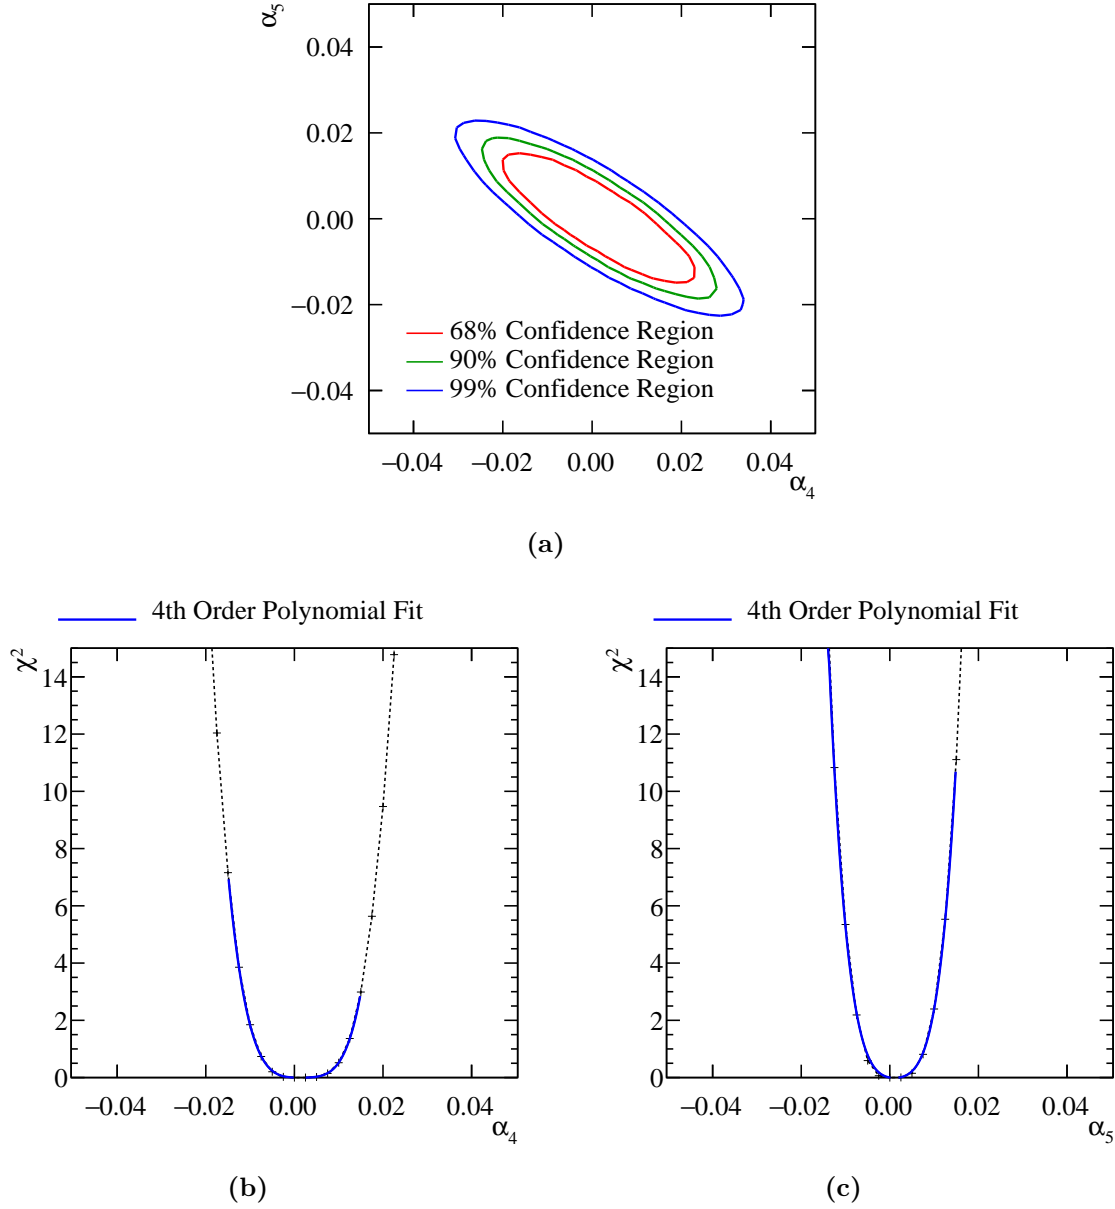 α5
0.04
0.02
0.00
−0.02
−0.04
68% Confidence Region
90% Confidence Region
99% Confidence Region
−0.04 −0.02 0.00 0.02 0.04
α4
(a)
4th Order Polynomial Fit
χ2
14
12
10
8
6
4
2
0
−0.04 −0.02 0.00 0.02 0.04
α4
(b)
4th Order Polynomial Fit
χ2
14
12
10
8
6
4
2
0
−0.04 −0.02 0.00 0.02 0.04
α5
(c)